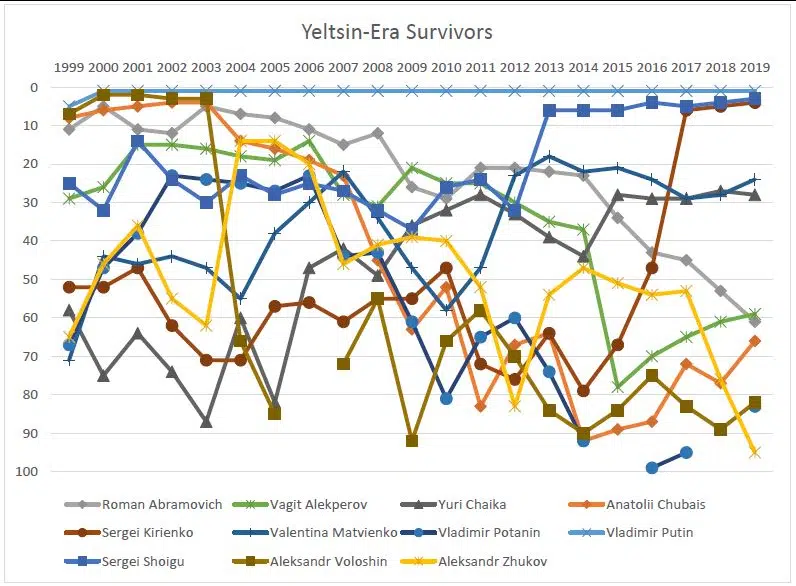 Yeltsin-Era Survivors
1999 2000 2001 2002 2003 2004 2005 2006 2007 2008 2009 2010 2011 2012 2013 2014 2015 2016 2017 2018 2019
0
10
20
30
40
50
60
70
80
90
100
Roman Abramovich Vagit Alekperov Yuri Chaika Anatolii Chubais
Sergei Kirienko Valentina Matvienko Vladimir Potanin Vladimir Putin
Sergei Shoigu Aleksandr Voloshin Aleksandr Zhukov